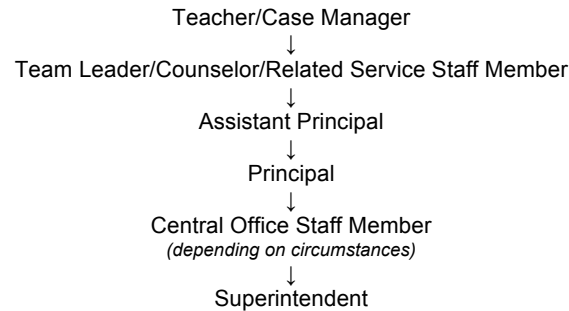 Teacher/Case Manager
↓
Team Leader/Counselor/Related Service Staff Member
↓
Assistant Principal
↓
Principal
↓
Central Office Staff Member
(depending on circumstances)
↓
Superintendent